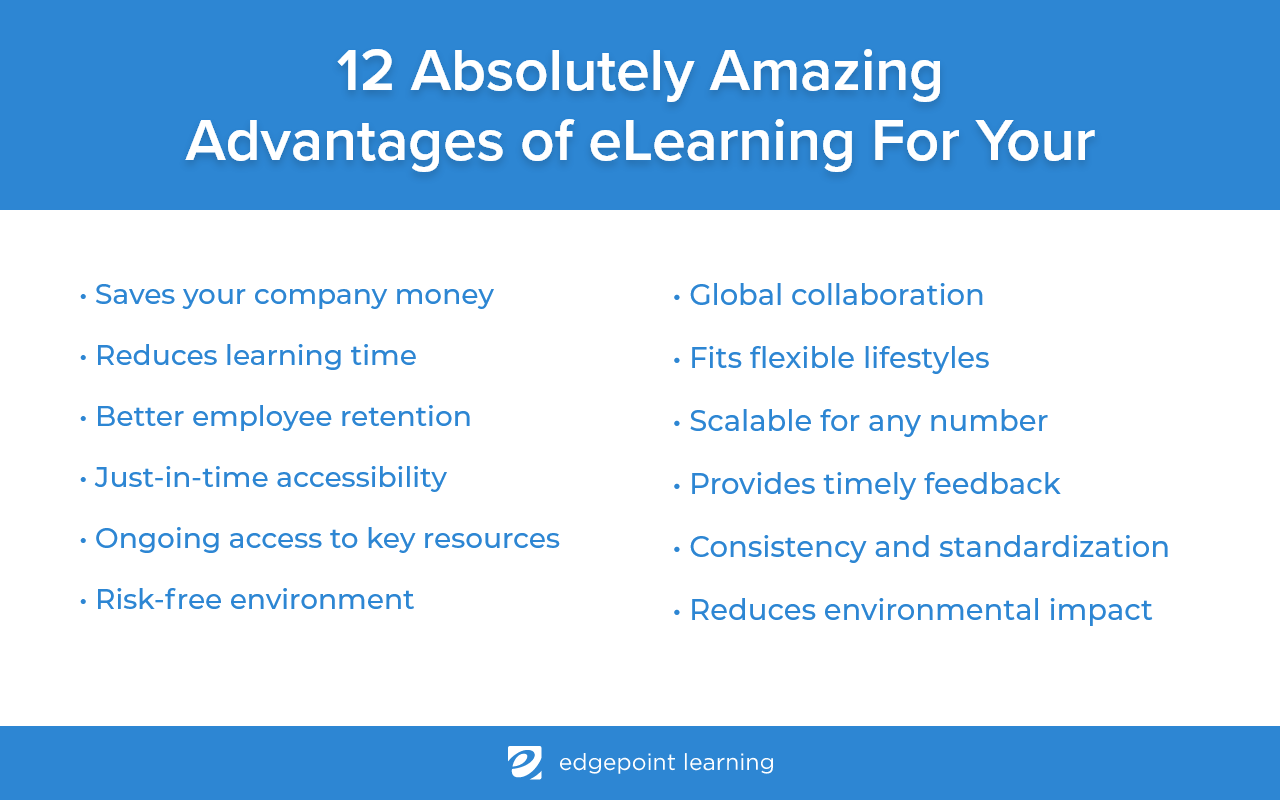 12 Absolutely Amazing
Advantages of eLearning For Your
• Saves your company money
• Reduces learning time
• Better employee retention
• Just-in-time accessibility
• Ongoing access to key resources
• Risk-free environment
• Global collaboration
• Fits flexible lifestyles
• Scalable for any number
• Provides timely feedback
• Consistency and standardization
• Reduces environmental impact
edgepoint learning